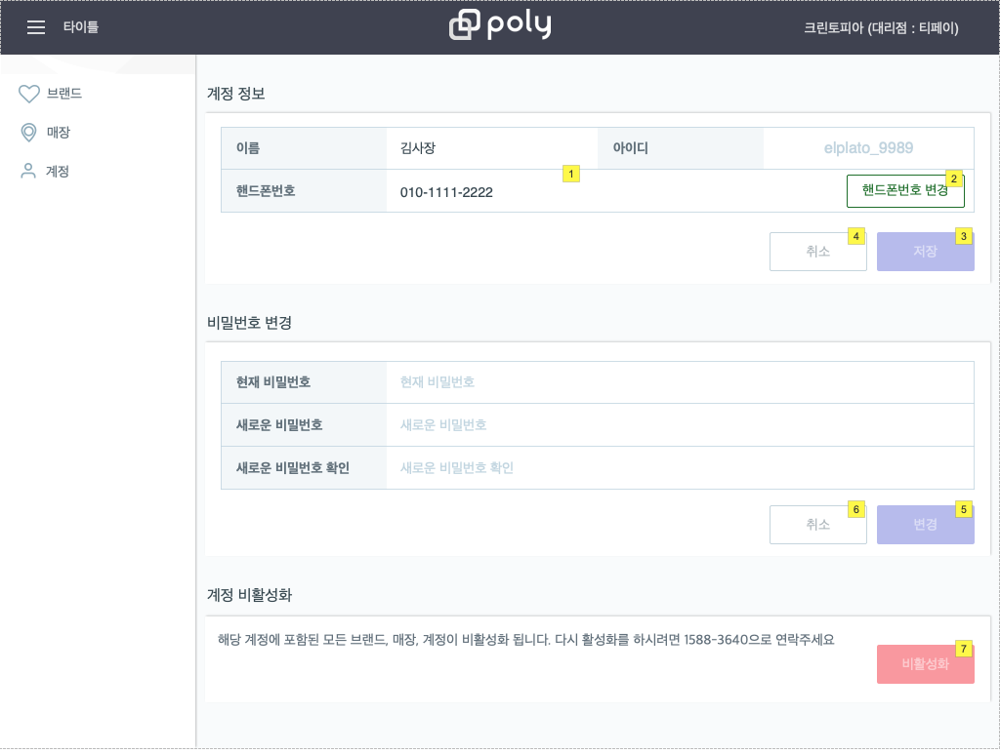 타이틀
poly
크린토피아 (대리점 : 티페이)
브랜드
매장
계정
계정 정보
이름 김사장 아이디 elplato_9989
1
2
핸드폰번호 010-1111-2222 핸드폰번호 변경
4
3
취소 저장
비밀번호 변경
현재 비밀번호 현재 비밀번호
새로운 비밀번호 새로운 비밀번호
새로운 비밀번호 확인 새로운 비밀번호 확인
6
5
취소 변경
계정 비활성화
해당 계정에 포함된 모든 브랜드, 매장, 계정이 비활성화 됩니다. 다시 활성화를 하시려면 1588-3640으로 연락주세요
7
비활성화